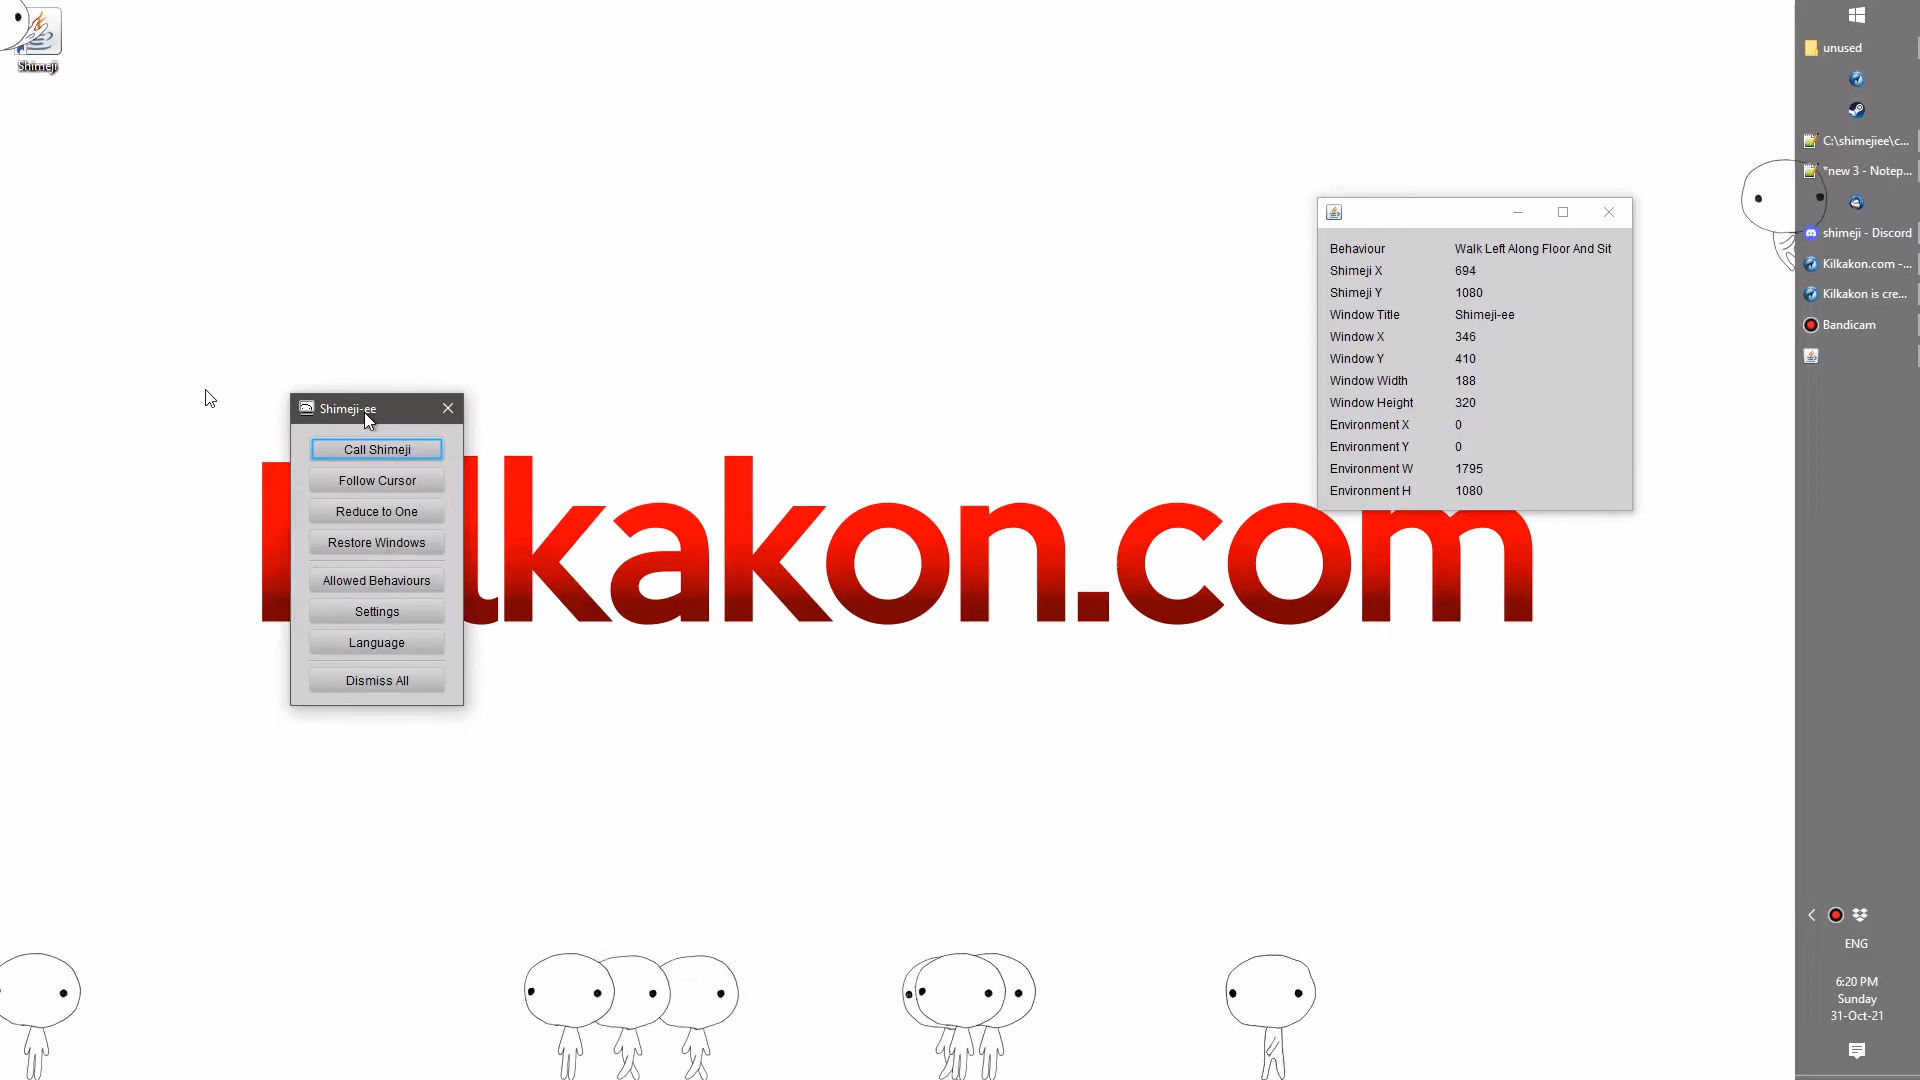 Shimeji
unused
C:\shimejiee\c...
*new 3 - Notep...
shimeji - Discord
Kilkakon.com -...
Kilkakon is cre...
Bandicam
Behaviour Walk Left Along Floor And Sit
Shimeji X 694
Shimeji Y 1080
Window Title Shimeji-ee
Window X 346
Window Y 410
Window Width 188
Window Height 320
Environment X 0
Environment Y 0
Environment W 1795
Environment H 1080
Shimeji-ee
Call Shimeji
Follow Cursor
Reduce to One
Restore Windows
Allowed Behaviours
Settings
Language
Dismiss All
Kilkakon.com
ENG
6:20 PM
Sunday
31-Oct-21